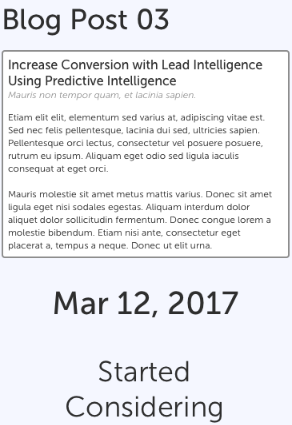 Blog Post 03
Increase Conversion with Lead Intelligence
Using Predictive Intelligence
Mauris non tempor quam, et lacinia sapien.
Etiam elit elit, elementum sed varius at, adipiscing vitae est.
Sed nec felis pellentesque, lacinia dui sed, ultricies sapien.
Pellentesque orci lectus, consectetur vel posuere posuere,
rutrum eu ipsum. Aliquam eget odio sed ligula iaculis
consequat at eget orci.
Mauris molestie sit amet metus mattis varius. Donec sit amet
ligula eget nisi sodales egestas. Aliquam interdum dolor
aliquet dolor sollicitudin fermentum. Donec congue lorem a
molestie bibendum. Etiam nisi ante, consectetur eget
placerat a, tempus a neque. Donec ut elit urna.
Mar 12, 2017
Started
Considering